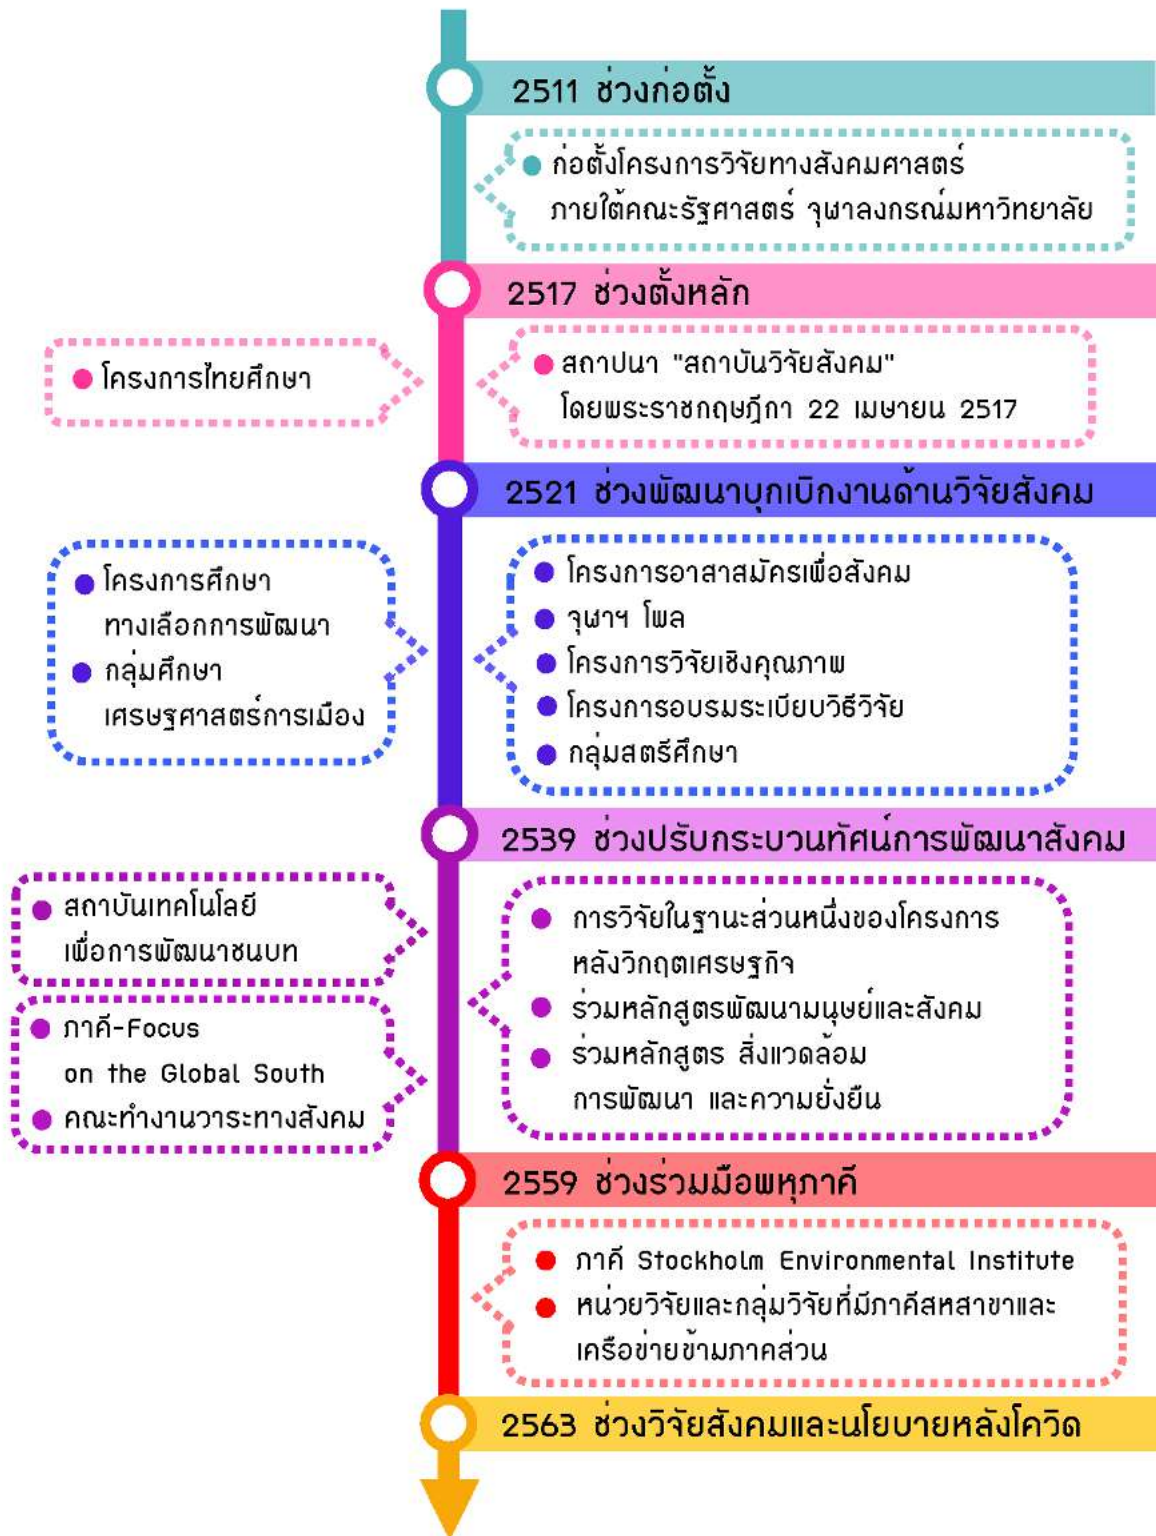 2511 ช่วงก่อตั้ง
ก่อตั้งโครงการวิจัยทางสังคมศาสตร์
ภายใต้คณะรัฐศาสตร์ จุฬาลงกรณ์มหาวิทยาลัย
2517 ช่วงตั้งหลัก
โครงการไทยศึกษา
สถาปนา "สถาบันวิจัยสังคม"
โดยพระราชกฤษฎีกา 22 เมษายน 2517
2521 ช่วงพัฒนาบุกเบิกงานด้านวิจัยสังคม
โครงการศึกษา
ทางเลือกการพัฒนา
กลุ่มศึกษา
เศรษฐศาสตร์การเมือง
โครงการอาสาสมัครเพื่อสังคม
จุฬาฯ โพล
โครงการวิจัยเชิงคุณภาพ
โครงการอบรมระเบียบวิธีวิจัย
กลุ่มสตรีศึกษา
2539 ช่วงปรับกระบวนทัศน์การพัฒนาสังคม
สถาบันเทคโนโลยี
เพื่อการพัฒนาชนบท
ภาคี-Focus
on the Global South
คณะทำงานวาระทางสังคม
การวิจัยในฐานะส่วนหนึ่งของโครงการ
หลังวิกฤตเศรษฐกิจ
ร่วมหลักสูตรพัฒนามนุษย์และสังคม
ร่วมหลักสูตร สิ่งแวดล้อม
การพัฒนา และความยั่งยืน
2559 ช่วงร่วมมือพหุภาคี
ภาคี Stockholm Environmental Institute
หน่วยวิจัยและกลุ่มวิจัยที่มีภาคีสหสาขาและ
เครือข่ายข้ามภาคส่วน
2563 ช่วงวิจัยสังคมและนโยบายหลังโควิด